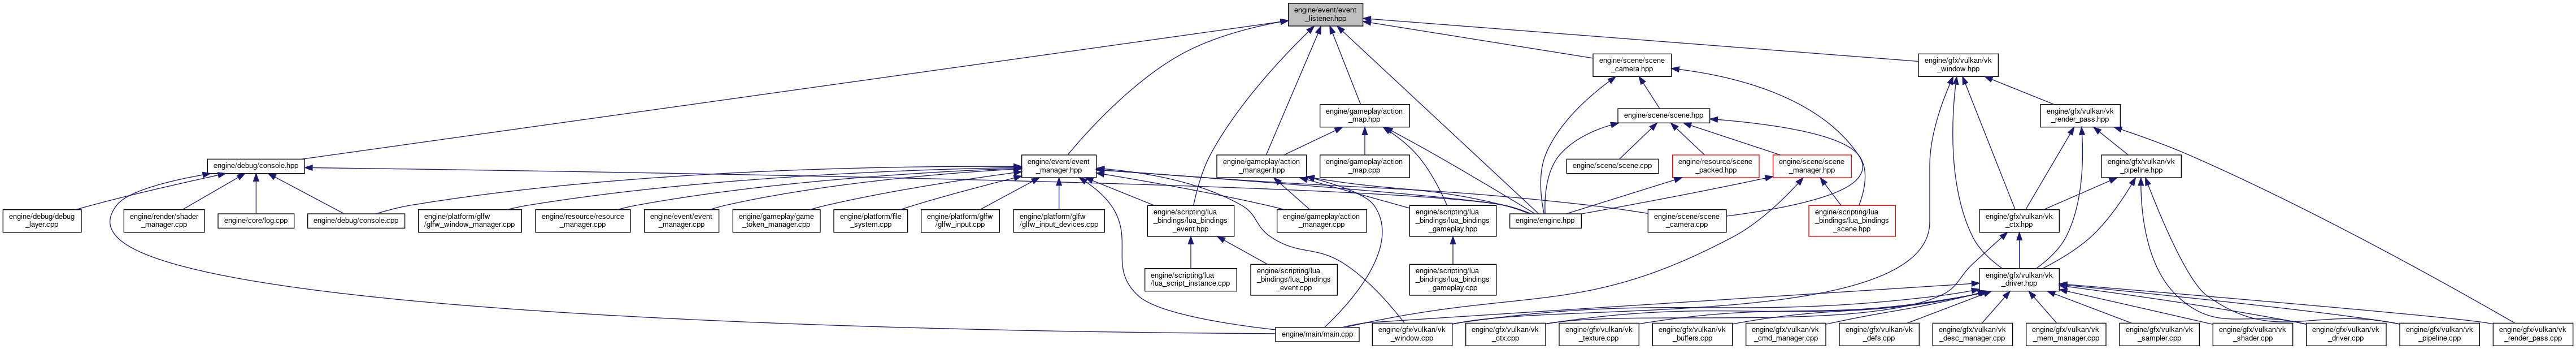 engine/event/event
_listener.hpp
engine/scene/scene
_camera.hpp
engine/gfx/vulkan/vk
_window.hpp
engine/gameplay/action
_map.hpp
engine/scene/scene.hpp
engine/gfx/vulkan/vk
_render_pass.hpp
engine/debug/console.hpp
engine/event/event
_manager.hpp
engine/gameplay/action
_manager.hpp
engine/gameplay/action
_map.cpp
engine/scene/scene.cpp
engine/resource/scene
_packed.hpp
engine/scene/scene
_manager.hpp
engine/gfx/vulkan/vk
_pipeline.hpp
engine/debug/debug
_layer.cpp
engine/render/shader
_manager.cpp
engine/core/log.cpp
engine/debug/console.cpp
engine/platform/glfw
/glfw_window_manager.cpp
engine/resource/resource
_manager.cpp
engine/event/event
_manager.cpp
engine/gameplay/game
_token_manager.cpp
engine/platform/file
_system.cpp
engine/platform/glfw
/glfw_input.cpp
engine/platform/glfw
/glfw_input_devices.cpp
engine/scripting/lua
_bindings/lua_bindings
_event.hpp
engine/gameplay/action
_manager.cpp
engine/scripting/lua
_bindings/lua_bindings
_gameplay.hpp
engine/engine.hpp
engine/scene/scene
_camera.cpp
engine/scripting/lua
_bindings/lua_bindings
_scene.hpp
engine/gfx/vulkan/vk
_ctx.hpp
engine/scripting/lua
/lua_script_instance.cpp
engine/scripting/lua
_bindings/lua_bindings
_event.cpp
engine/scripting/lua
_bindings/lua_bindings
_gameplay.cpp
engine/gfx/vulkan/vk
_driver.hpp
engine/main/main.cpp
engine/gfx/vulkan/vk
_window.cpp
engine/gfx/vulkan/vk
_ctx.cpp
engine/gfx/vulkan/vk
_texture.cpp
engine/gfx/vulkan/vk
_buffers.cpp
engine/gfx/vulkan/vk
_cmd_manager.cpp
engine/gfx/vulkan/vk
_defs.cpp
engine/gfx/vulkan/vk
_desc_manager.cpp
engine/gfx/vulkan/vk
_mem_manager.cpp
engine/gfx/vulkan/vk
_sampler.cpp
engine/gfx/vulkan/vk
_shader.cpp
engine/gfx/vulkan/vk
_driver.cpp
engine/gfx/vulkan/vk
_pipeline.cpp
engine/gfx/vulkan/vk
_render_pass.cpp